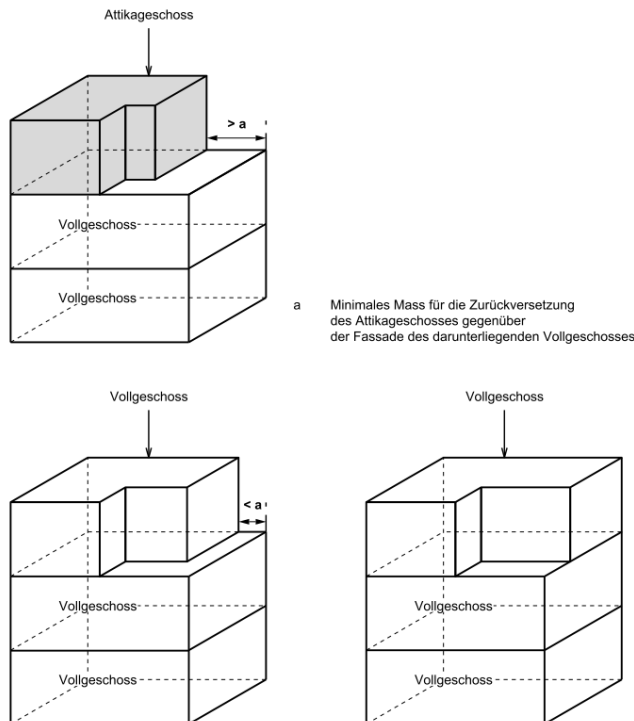 Attikageschoss
> a
Vollgeschoss
Vollgeschoss
a Minimales Mass für die Zurückversetzung
des Attikageschosses gegenüber
der Fassade des darunterliegenden Vollgeschosses
Vollgeschoss
< a
Vollgeschoss
Vollgeschoss
Vollgeschoss
Vollgeschoss
Vollgeschoss